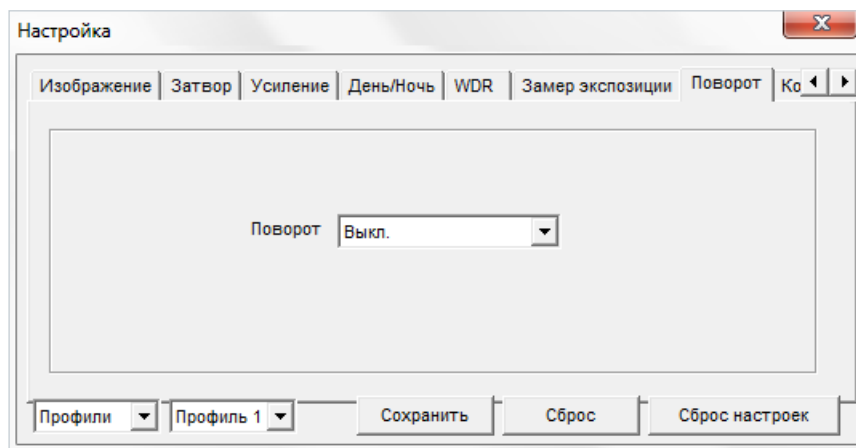 Настройка
Изображение Затвор Усиление День/Ночь WDR Замер экспозиции Поворот Ко
Поворот Выкл.
Профили Профиль 1 Сохранить Сброс Сброс настроек